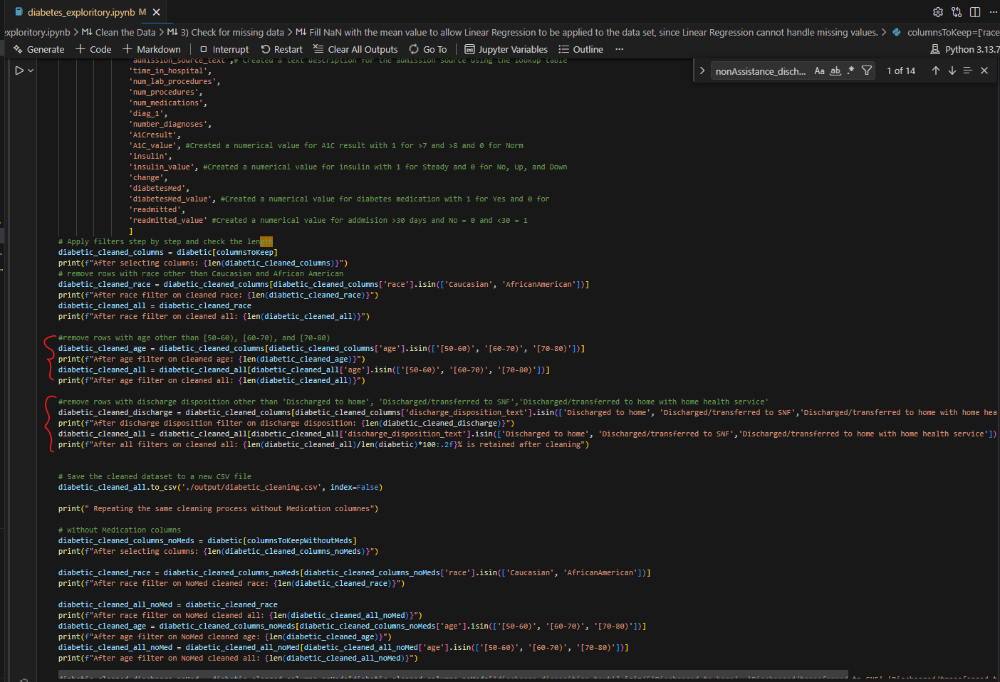 diabetes_exploritory.ipynb M
exploritory.ipynb > M↓ Clean the Data > M↓ 3) Check for missing data > M↓ Fill NaN with the mean value to allow Linear Regression to be applied to the data set, since Linear Regression cannot handle missing values. > columnsToKeep=['race
Generate + Code + Markdown Interrupt Restart Clear All Outputs Go To Jupyter Variables Outline ... Python 3.13.7
nonAssistance_disch... Aa ab .* 1 of 14
'admission_source_text',# Created a text description for the admission source using the lookup table
'time_in_hospital',
'num_lab_procedures',
'num_procedures',
'num_medications',
'diag_1',
'number_diagnoses',
'A1Cresult',
'A1C_value', #Created a numerical value for A1C result with 1 for >7 and >8 and 0 for Norm
'insulin',
'insulin_value', #Created a numerical value for insulin with 1 for Steady and 0 for No, Up, and Down
'change',
'diabetesMed',
'diabetesMed_value', #Created a numerical value for diabetes medication with 1 for Yes and 0 for
'readmitted',
'readmitted_value' #Created a numerical value for addmision >30 days and No = 0 and <30 = 1
]
# Apply filters step by step and check the length
diabetic_cleaned_columns = diabetic[columnsToKeep]
print(f"After selecting columns: {len(diabetic_cleaned_columns)}")
# remove rows with race other than Caucasian and African American
diabetic_cleaned_race = diabetic_cleaned_columns[diabetic_cleaned_columns['race'].isin(['Caucasian', 'AfricanAmerican'])]
print(f"After race filter on cleaned race: {len(diabetic_cleaned_race)}")
diabetic_cleaned_all = diabetic_cleaned_race
print(f"After race filter on cleaned all: {len(diabetic_cleaned_all)}")
#remove rows with age other than [50-60), [60-70), and [70-80)
diabetic_cleaned_age = diabetic_cleaned_columns[diabetic_cleaned_columns['age'].isin(['[50-60)', '[60-70)', '[70-80)'])]
print(f"After age filter on cleaned age: {len(diabetic_cleaned_age)}")
diabetic_cleaned_all = diabetic_cleaned_all[diabetic_cleaned_all['age'].isin(['[50-60)', '[60-70)', '[70-80)'])]
print(f"After age filter on cleaned all: {len(diabetic_cleaned_all)}")
#remove rows with discharge disposition other than 'Discharged to home', 'Discharged/transferred to SNF','Discharged/transferred to home with home health service'
diabetic_cleaned_discharge = diabetic_cleaned_columns[diabetic_cleaned_columns['discharge_disposition_text'].isin(['Discharged to home', 'Discharged/transferred to SNF','Discharged/transferred to home with home hea
print(f"After discharge disposition filter on discharge disposition: {len(diabetic_cleaned_discharge)}")
diabetic_cleaned_all = diabetic_cleaned_all[diabetic_cleaned_all['discharge_disposition_text'].isin(['Discharged to home', 'Discharged/transferred to SNF','Discharged/transferred to home with home health service'])
print(f"After all filters on cleaned all: {len(diabetic_cleaned_all)/len(diabetic)*100:.2f}% is retained after cleaning")
# Save the cleaned dataset to a new CSV file
diabetic_cleaned_all.to_csv('./output/diabetic_cleaning.csv', index=False)
print(" Repeating the same cleaning process without Medication columnes")
# without Medication columns
diabetic_cleaned_columns_noMeds = diabetic[columnsToKeepWithoutMeds]
print(f"After selecting columns: {len(diabetic_cleaned_columns_noMeds)}")
diabetic_cleaned_race = diabetic_cleaned_columns_noMeds[diabetic_cleaned_columns_noMeds['race'].isin(['Caucasian', 'AfricanAmerican'])]
print(f"After race filter on NoMed cleaned race: {len(diabetic_cleaned_race)}")
diabetic_cleaned_all_noMed = diabetic_cleaned_race
print(f"After race filter on NoMed cleaned all: {len(diabetic_cleaned_all_noMed)}")
diabetic_cleaned_age = diabetic_cleaned_columns_noMeds[diabetic_cleaned_columns_noMeds['age'].isin(['[50-60)', '[60-70)', '[70-80)'])]
print(f"After age filter on NoMed cleaned age: {len(diabetic_cleaned_age)}")
diabetic_cleaned_all_noMed = diabetic_cleaned_all_noMed[diabetic_cleaned_all_noMed['age'].isin(['[50-60)', '[60-70)', '[70-80)'])]
print(f"After age filter on NoMed cleaned all: {len(diabetic_cleaned_all_noMed)}")